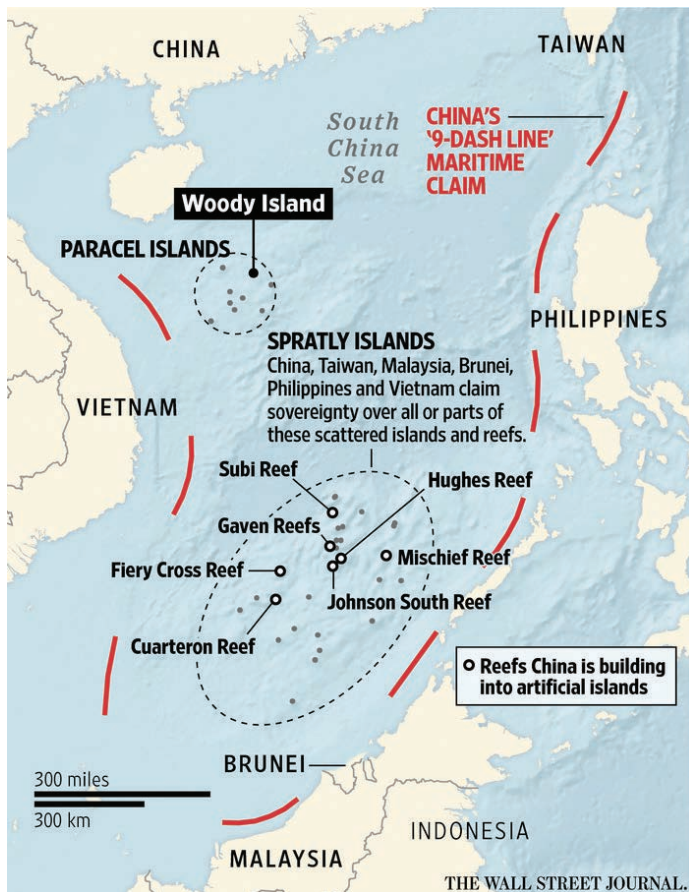 CHINA
TAIWAN
South
China
Sea
CHINA'S
'9-DASH LINE'
MARITIME
CLAIM
Woody Island
PARACEL ISLANDS
PHILIPPINES
SPRATLY ISLANDS
China, Taiwan, Malaysia, Brunei,
Philippines and Vietnam claim
sovereignty over all or parts of
these scattered islands and reefs.
VIETNAM
Subi Reef
Hughes Reef
Gaven Reefs
Mischief Reef
Fiery Cross Reef
Johnson South Reef
Cuarteron Reef
Reefs China is building
into artificial islands
BRUNEI
300 miles
300 km
INDONESIA
MALAYSIA
THE WALL STREET JOURNAL.